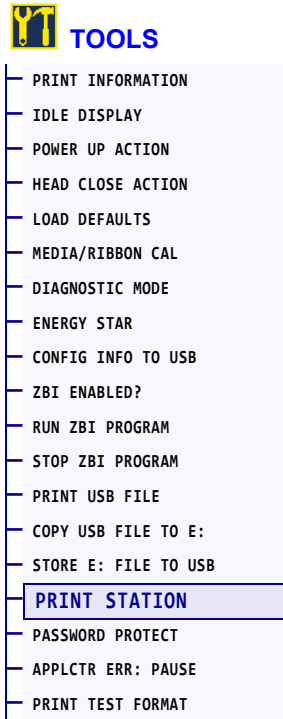 TOOLS
PRINT INFORMATION
IDLE DISPLAY
POWER UP ACTION
HEAD CLOSE ACTION
LOAD DEFAULTS
MEDIA/RIBBON CAL
DIAGNOSTIC MODE
ENERGY STAR
CONFIG INFO TO USB
ZBI ENABLED?
RUN ZBI PROGRAM
STOP ZBI PROGRAM
PRINT USB FILE
COPY USB FILE TO E:
STORE E: FILE TO USB
PRINT STATION
PASSWORD PROTECT
APPLCTR ERR: PAUSE
PRINT TEST FORMAT